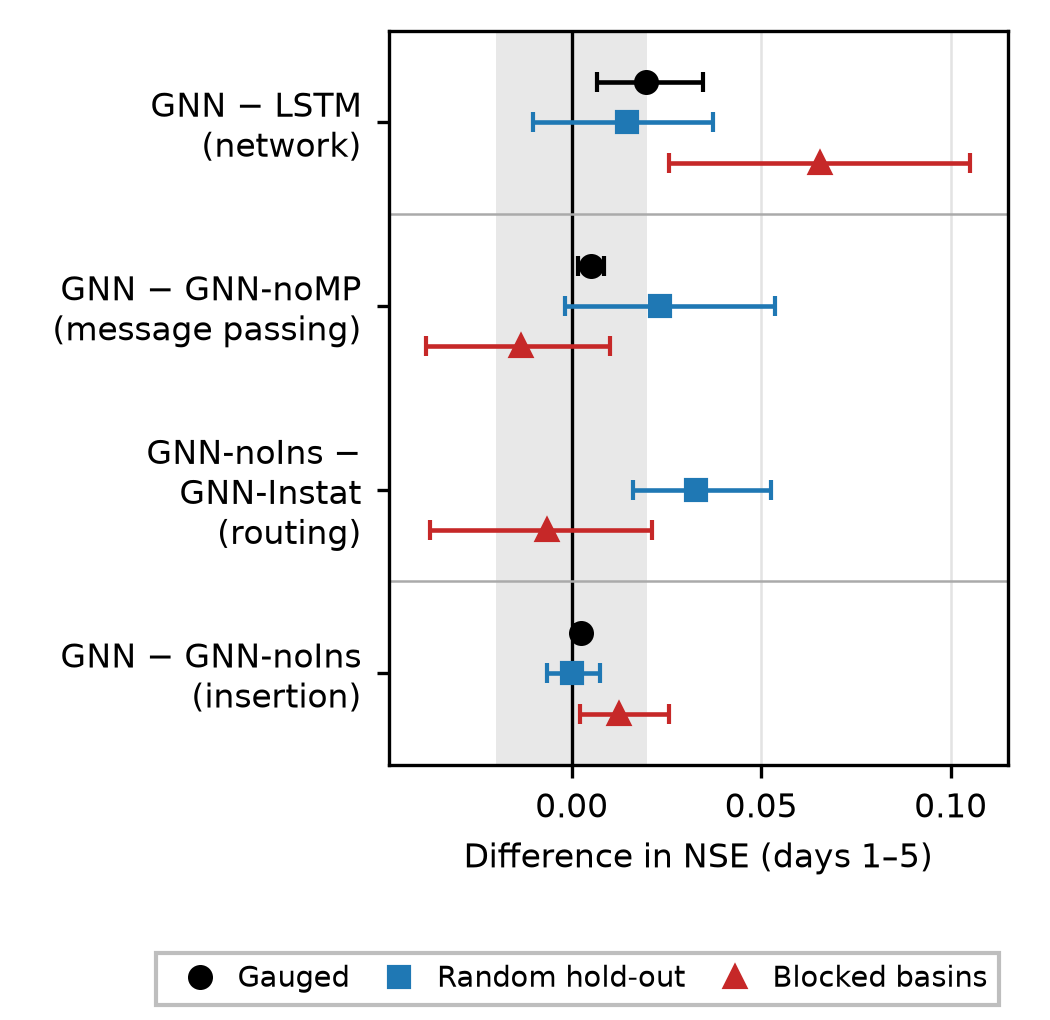 GNN − LSTM
(network)
GNN − GNN-noMP
(message passing)
GNN-noIns −
GNN-Instat
(routing)
GNN − GNN-noIns
(insertion)
0.00 0.05 0.10
Difference in NSE (days 1–5)
Gauged Random hold-out Blocked basins